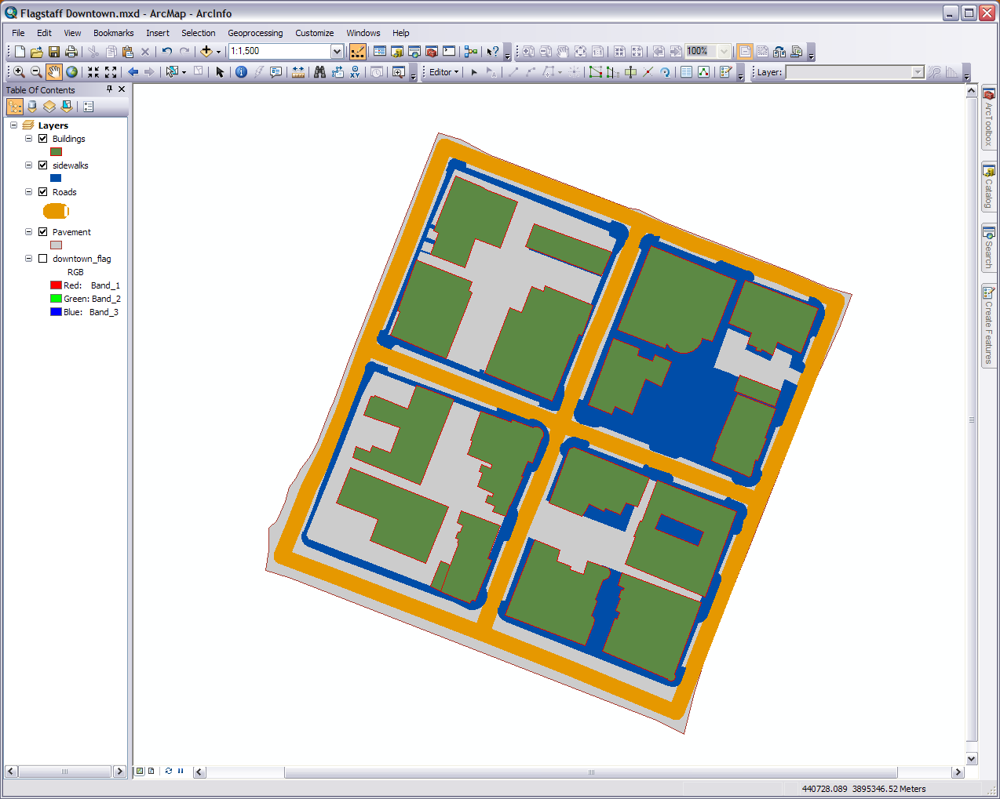 Flagstaff Downtown.mxd - ArcMap - ArcInfo
File Edit View Bookmarks Insert Selection Geoprocessing Customize Windows Help
1:1,500
100%
Editor
Layer:
Table Of Contents
Layers
Buildings
sidewalks
Roads
Pavement
downtown_flag
RGB
Red: Band_1
Green: Band_2
Blue: Band_3
ArcToolbox
Catalog
Search
Create Features
440728.089 3895346.52 Meters